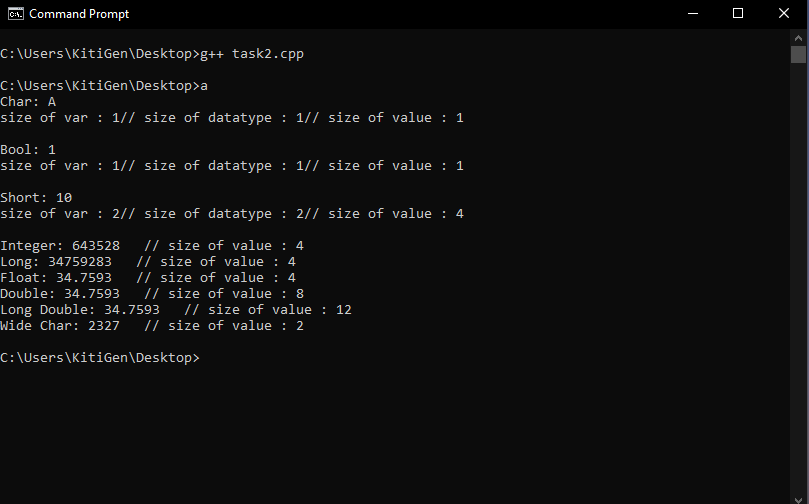 Command Prompt
C:\Users\KitiGen\Desktop>g++ task2.cpp
C:\Users\KitiGen\Desktop>a
Char: A
size of var : 1// size of datatype : 1// size of value : 1
Bool: 1
size of var : 1// size of datatype : 1// size of value : 1
Short: 10
size of var : 2// size of datatype : 2// size of value : 4
Integer: 643528   // size of value : 4
Long: 34759283   // size of value : 4
Float: 34.7593   // size of value : 4
Double: 34.7593   // size of value : 8
Long Double: 34.7593   // size of value : 12
Wide Char: 2327   // size of value : 2
C:\Users\KitiGen\Desktop>